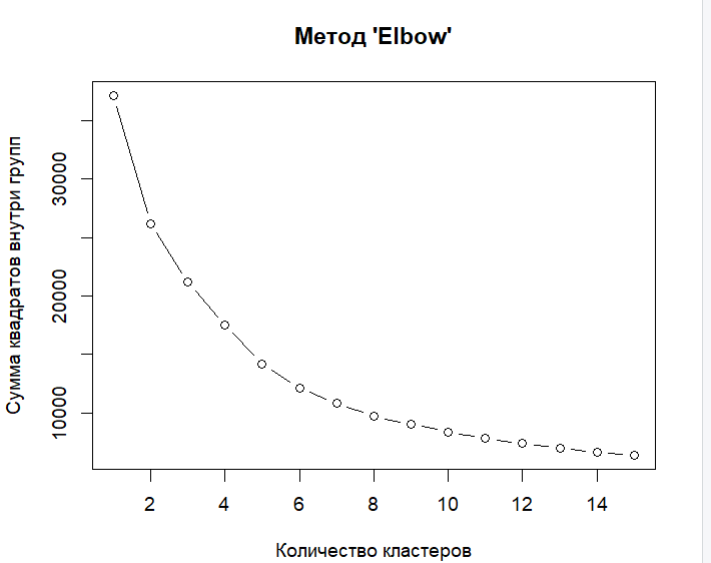 Метод 'Elbow'
Сумма квадратов внутри групп
30000
20000
10000
2 4 6 8 10 12 14
Количество кластеров